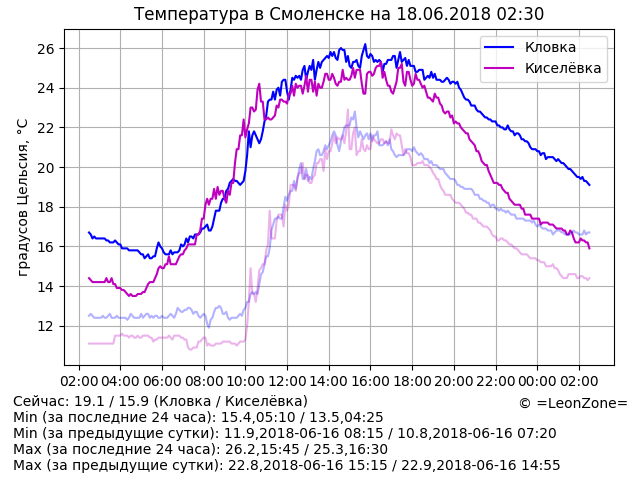 Температура в Смоленске на 18.06.2018 02:30
Кловка
Киселёвка
градусов Цельсия, °C
26
24
22
20
18
16
14
12
02:00 04:00 06:00 08:00 10:00 12:00 14:00 16:00 18:00 20:00 22:00 00:00 02:00
Сейчас: 19.1 / 15.9 (Кловка / Киселёвка)
© =LeonZone=
Min (за последние 24 часа): 15.4,05:10 / 13.5,04:25
Min (за предыдущие сутки): 11.9,2018-06-16 08:15 / 10.8,2018-06-16 07:20
Max (за последние 24 часа): 26.2,15:45 / 25.3,16:30
Max (за предыдущие сутки): 22.8,2018-06-16 15:15 / 22.9,2018-06-16 14:55